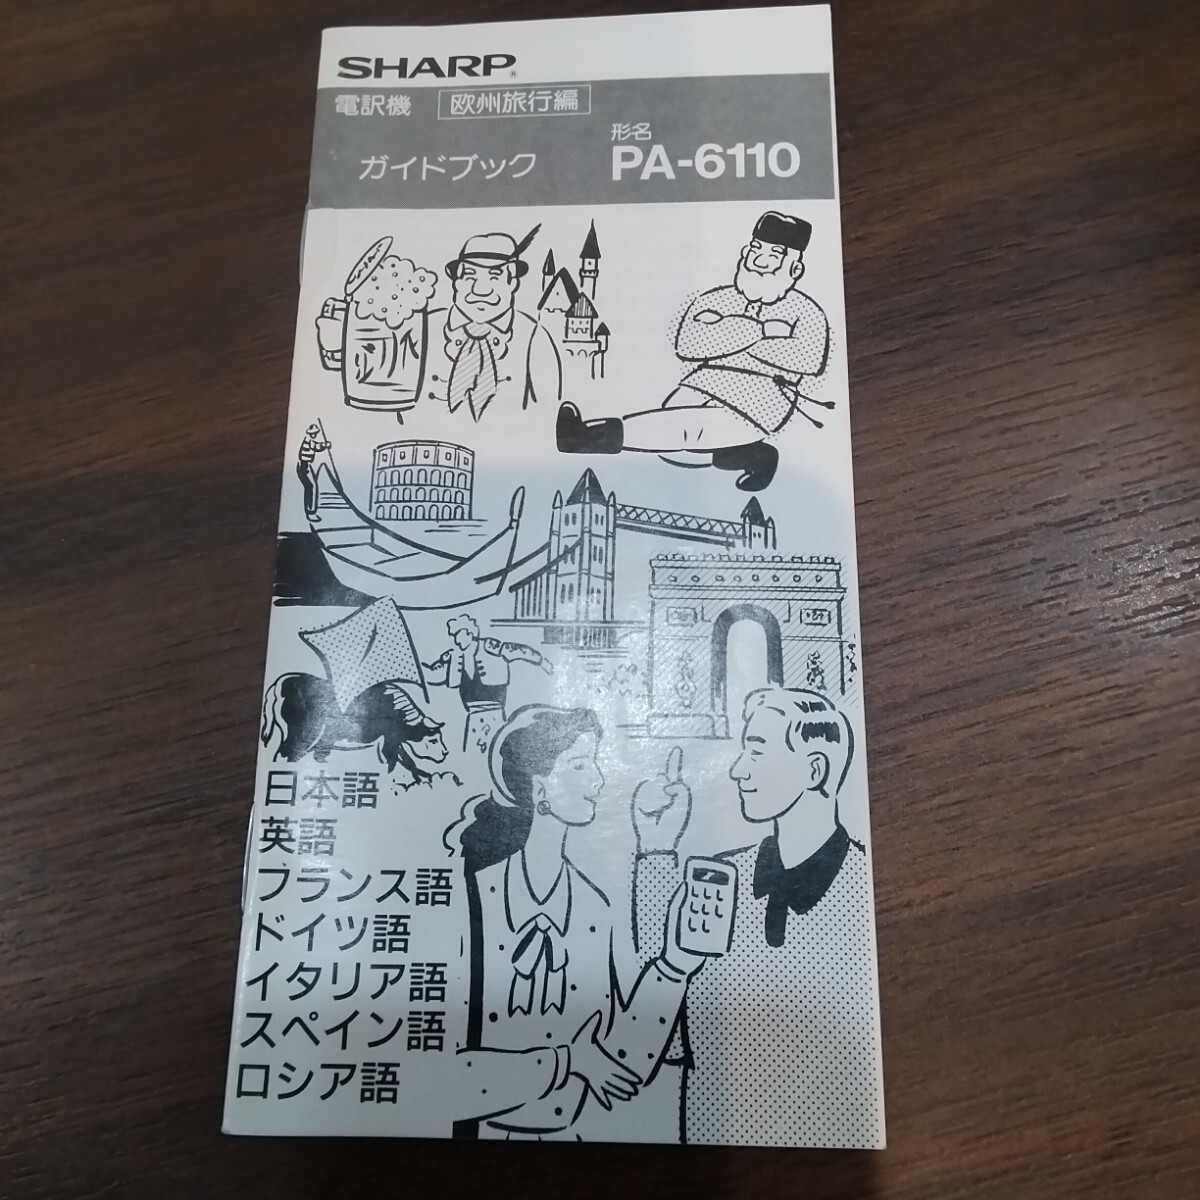 SHARP®
電訳機 欧州旅行編
ガイドブック
形名
PA-6110
日本語
英語
フランス語
ドイツ語
イタリア語
スペイン語
ロシア語